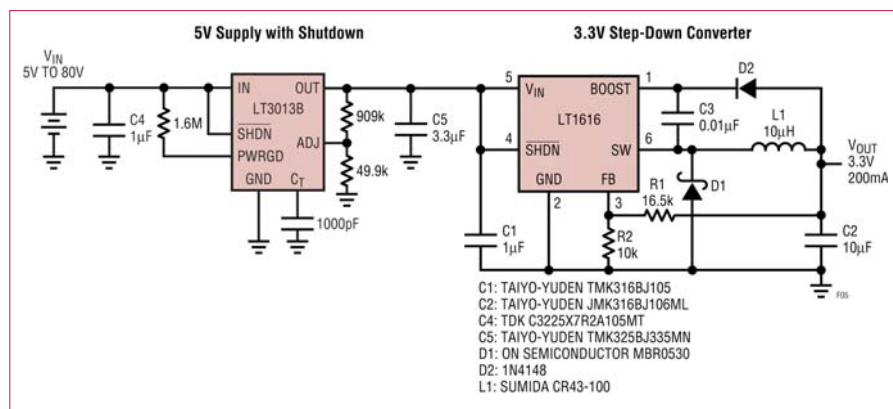 5V Supply with Shutdown
3.3V Step-Down Converter
VIN
5V TO 80V
C4
1µF
1.6M
IN
OUT
LT3013B
SHDN
PWRGD
ADJ
GND
CT
1000pF
909k
49.9k
C5
3.3µF
5
VIN
BOOST
1
LT1616
4
SHDN
SW
6
GND
FB
2
3
C1
1µF
D2
C3
0.01µF
L1
10µH
VOUT
3.3V
200mA
R1
16.5k
D1
R2
10k
C2
10µF
F05
C1: TAIYO-YUDEN TMK316BJ105
C2: TAIYO-YUDEN JMK316BJ106ML
C4: TDK C3225X7R2A105MT
C5: TAIYO-YUDEN TMK325BJ335MN
D1: ON SEMICONDUCTOR MBR0530
D2: 1N4148
L1: SUMIDA CR43-100